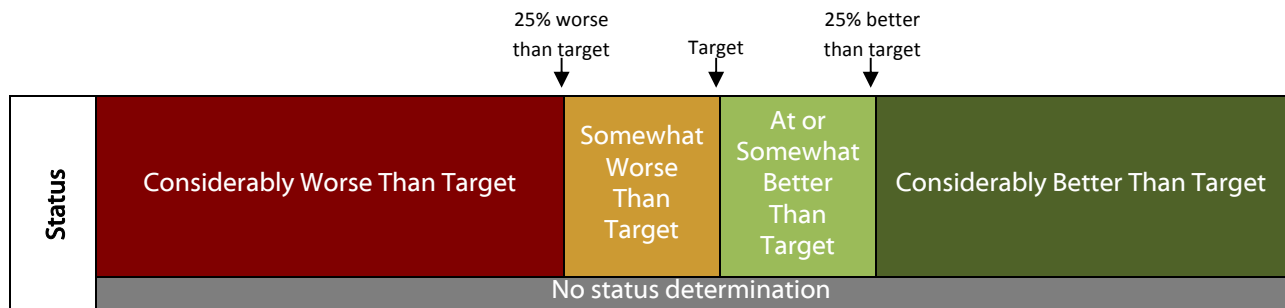 25% worse
than target
Target
25% better
than target
Status
Considerably Worse Than Target
Somewhat
Worse
Than
Target
At or
Somewhat
Better
Than
Target
Considerably Better Than Target
No status determination